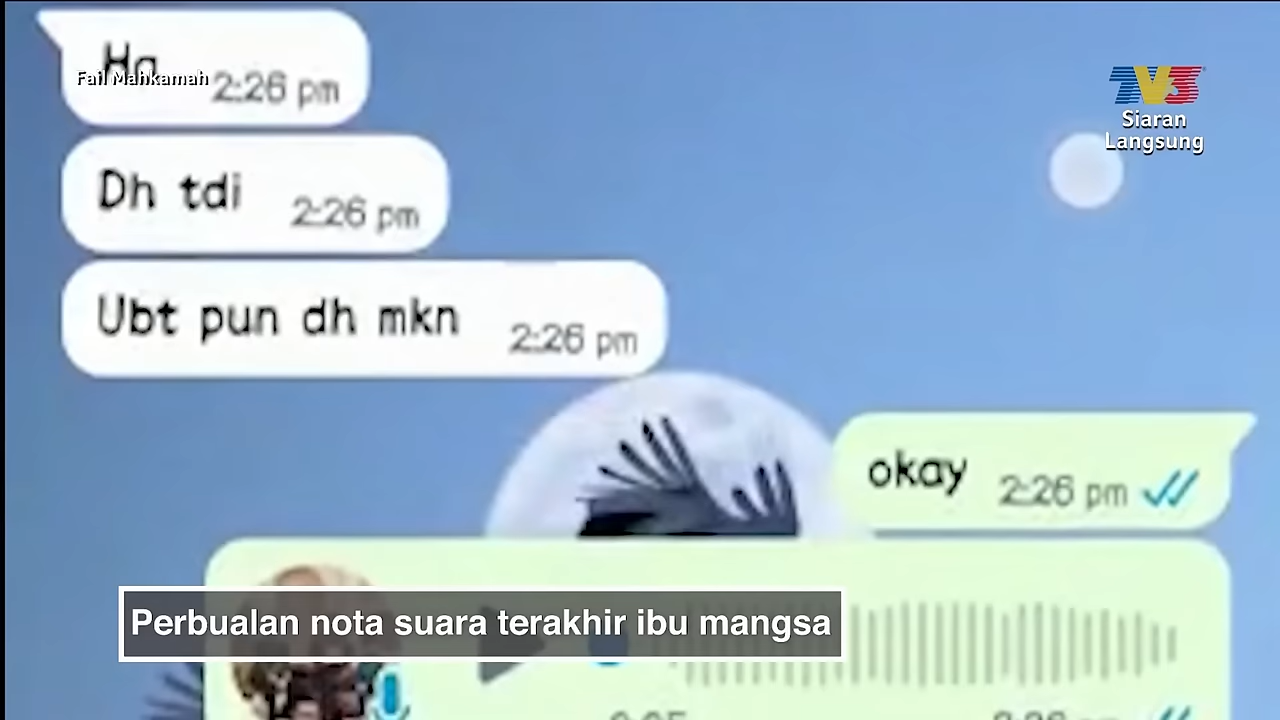 Ha 2:26 pm
Fail Mahkamah
TV3
Siaran
Langsung
Dh tdi 2:26 pm
Ubt pun dh mkn 2:26 pm
okay 2:26 pm
Perbualan nota suara terakhir ibu mangsa